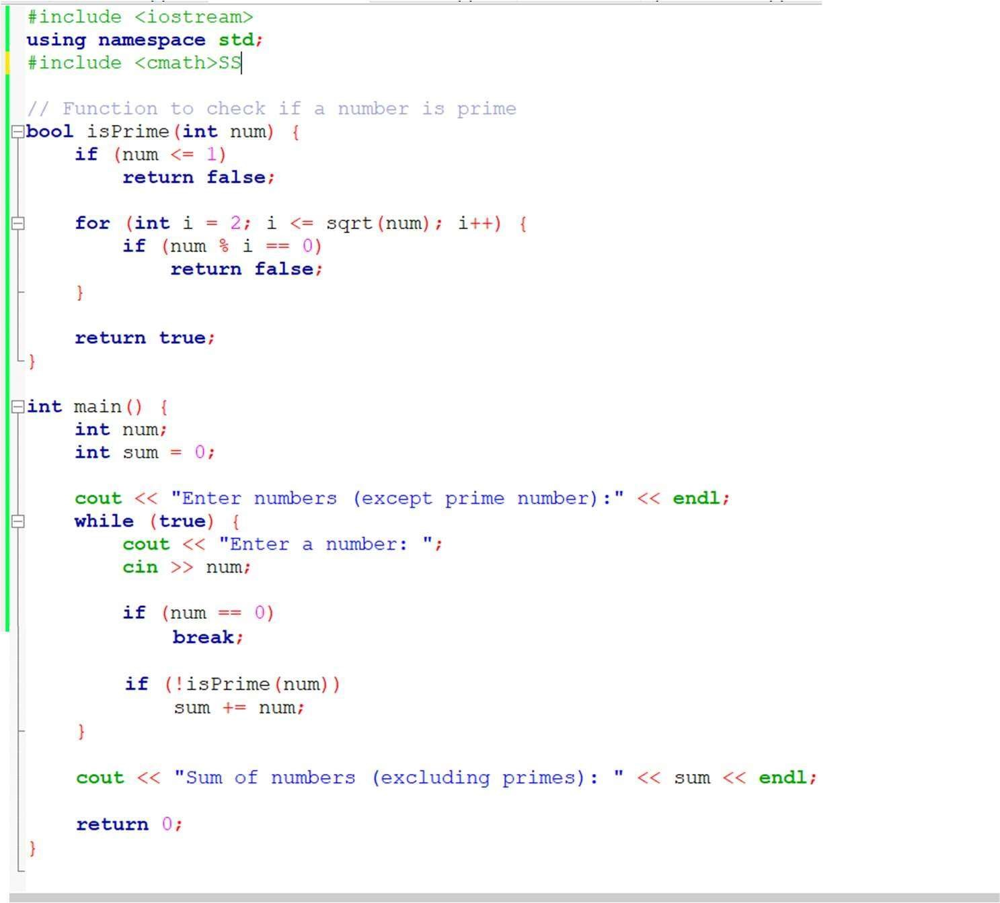 #include <iostream>
using namespace std;
#include <cmath>SS
// Function to check if a number is prime
bool isPrime(int num) {
    if (num <= 1)
        return false;
    for (int i = 2; i <= sqrt(num); i++) {
        if (num % i == 0)
            return false;
    }
    return true;
}
int main() {
    int num;
    int sum = 0;
    cout << "Enter numbers (except prime number):" << endl;
    while (true) {
        cout << "Enter a number: ";
        cin >> num;
        if (num == 0)
            break;
        if (!isPrime(num))
            sum += num;
    }
    cout << "Sum of numbers (excluding primes): " << sum << endl;
    return 0;
}